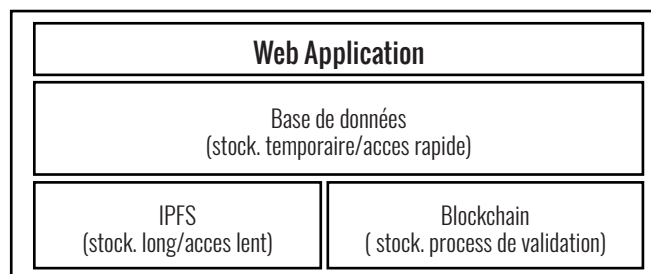 Web Application
Base de données
(stock. temporaire/acces rapide)
IPFS
(stock. long/acces lent)
Blockchain
( stock. process de validation)